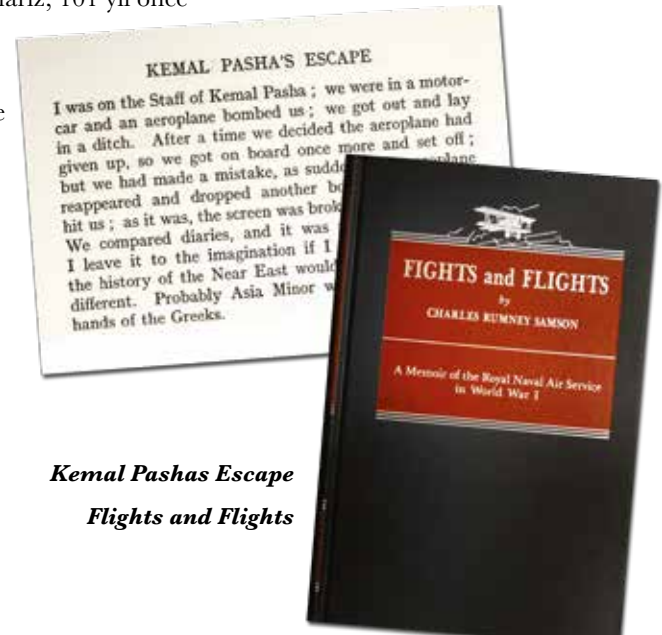 101 yıl önce
KEMAL PASHA'S ESCAPE
I was on the Staff of Kemal Pasha ; we were in a motor-
car and an aeroplane bombed us ; we got out and lay
in a ditch. After a time we decided the aeroplane had
given up, so we got on board once more and set off ;
but we had made a mistake, as
reappeared and dropped another
hit us ; as it was, the screen was
We compared diaries, and it was
I leave it to the imagination if I
the history of the Near East would
different. Probably Asia Minor
hands of the Greeks.
FIGHTS and FLIGHTS
by
CHARLES RUMNEY SAMSON
A Memoir of the Royal Naval Air Service
in World War I
Kemal Pashas Escape
Flights and Flights